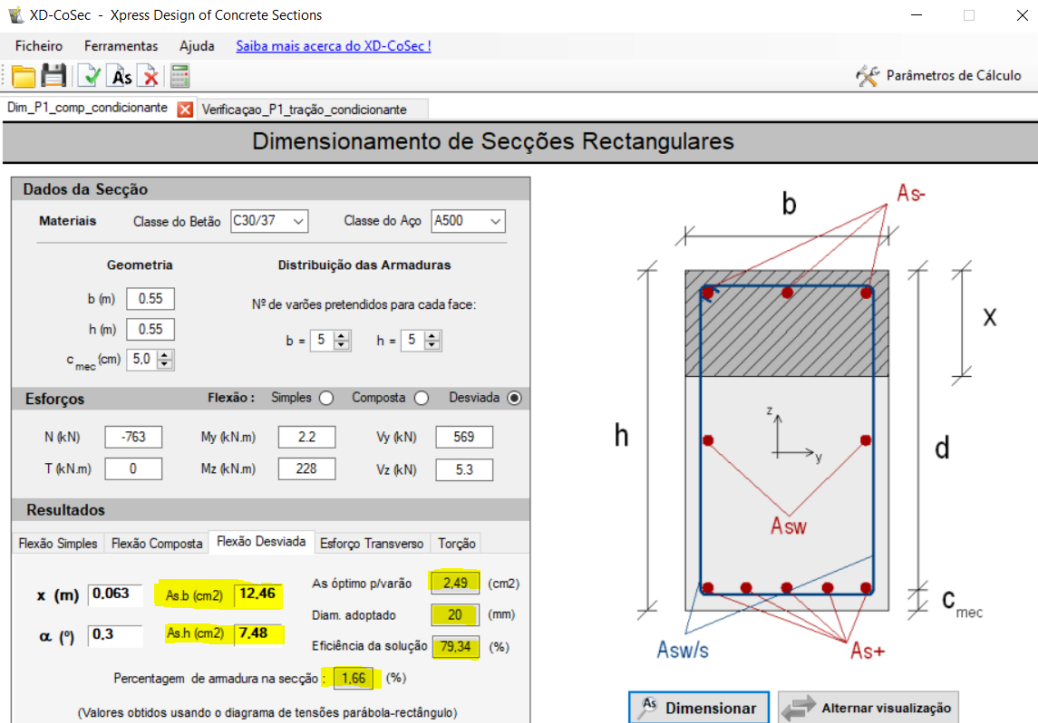 XD-CoSec - Xpress Design of Concrete Sections
Ficheiro Ferramentas Ajuda Saiba mais acerca do XD-CoSec !
As Parâmetros de Cálculo
Dim_P1_comp_condicionante Verificaçao_P1_tração_condicionante
Dimensionamento de Secções Rectangulares
Dados da Secção
Materiais Classe do Betão C30/37 Classe do Aço A500
Geometria Distribuição das Armaduras
b (m) 0.55 Nº de varões pretendidos para cada face:
h (m) 0.55 b = 5 h = 5
c mec (cm) 5,0
Esforços Flexão : Simples Composta Desviada
N (kN) -763 My (kN.m) 2.2 Vy (kN) 569
T (kN.m) 0 Mz (kN.m) 228 Vz (kN) 5.3
Resultados
Flexão Simples Flexão Composta Flexão Desviada Esforço Transverso Torção
x (m) 0,063 As.b (cm2) 12,46 As óptimo p/varão 2,49 (cm2)
Diam. adoptado 20 (mm)
α (º) 0,3 As.h (cm2) 7,48 Eficiência da solução 79,34 (%)
Percentagem de armadura na secção : 1,66 (%)
(Valores obtidos usando o diagrama de tensões parábola-rectângulo)
b
As-
x
z
y
h
d
Asw
c mec
Asw/s
As+
As Dimensionar Alternar visualização